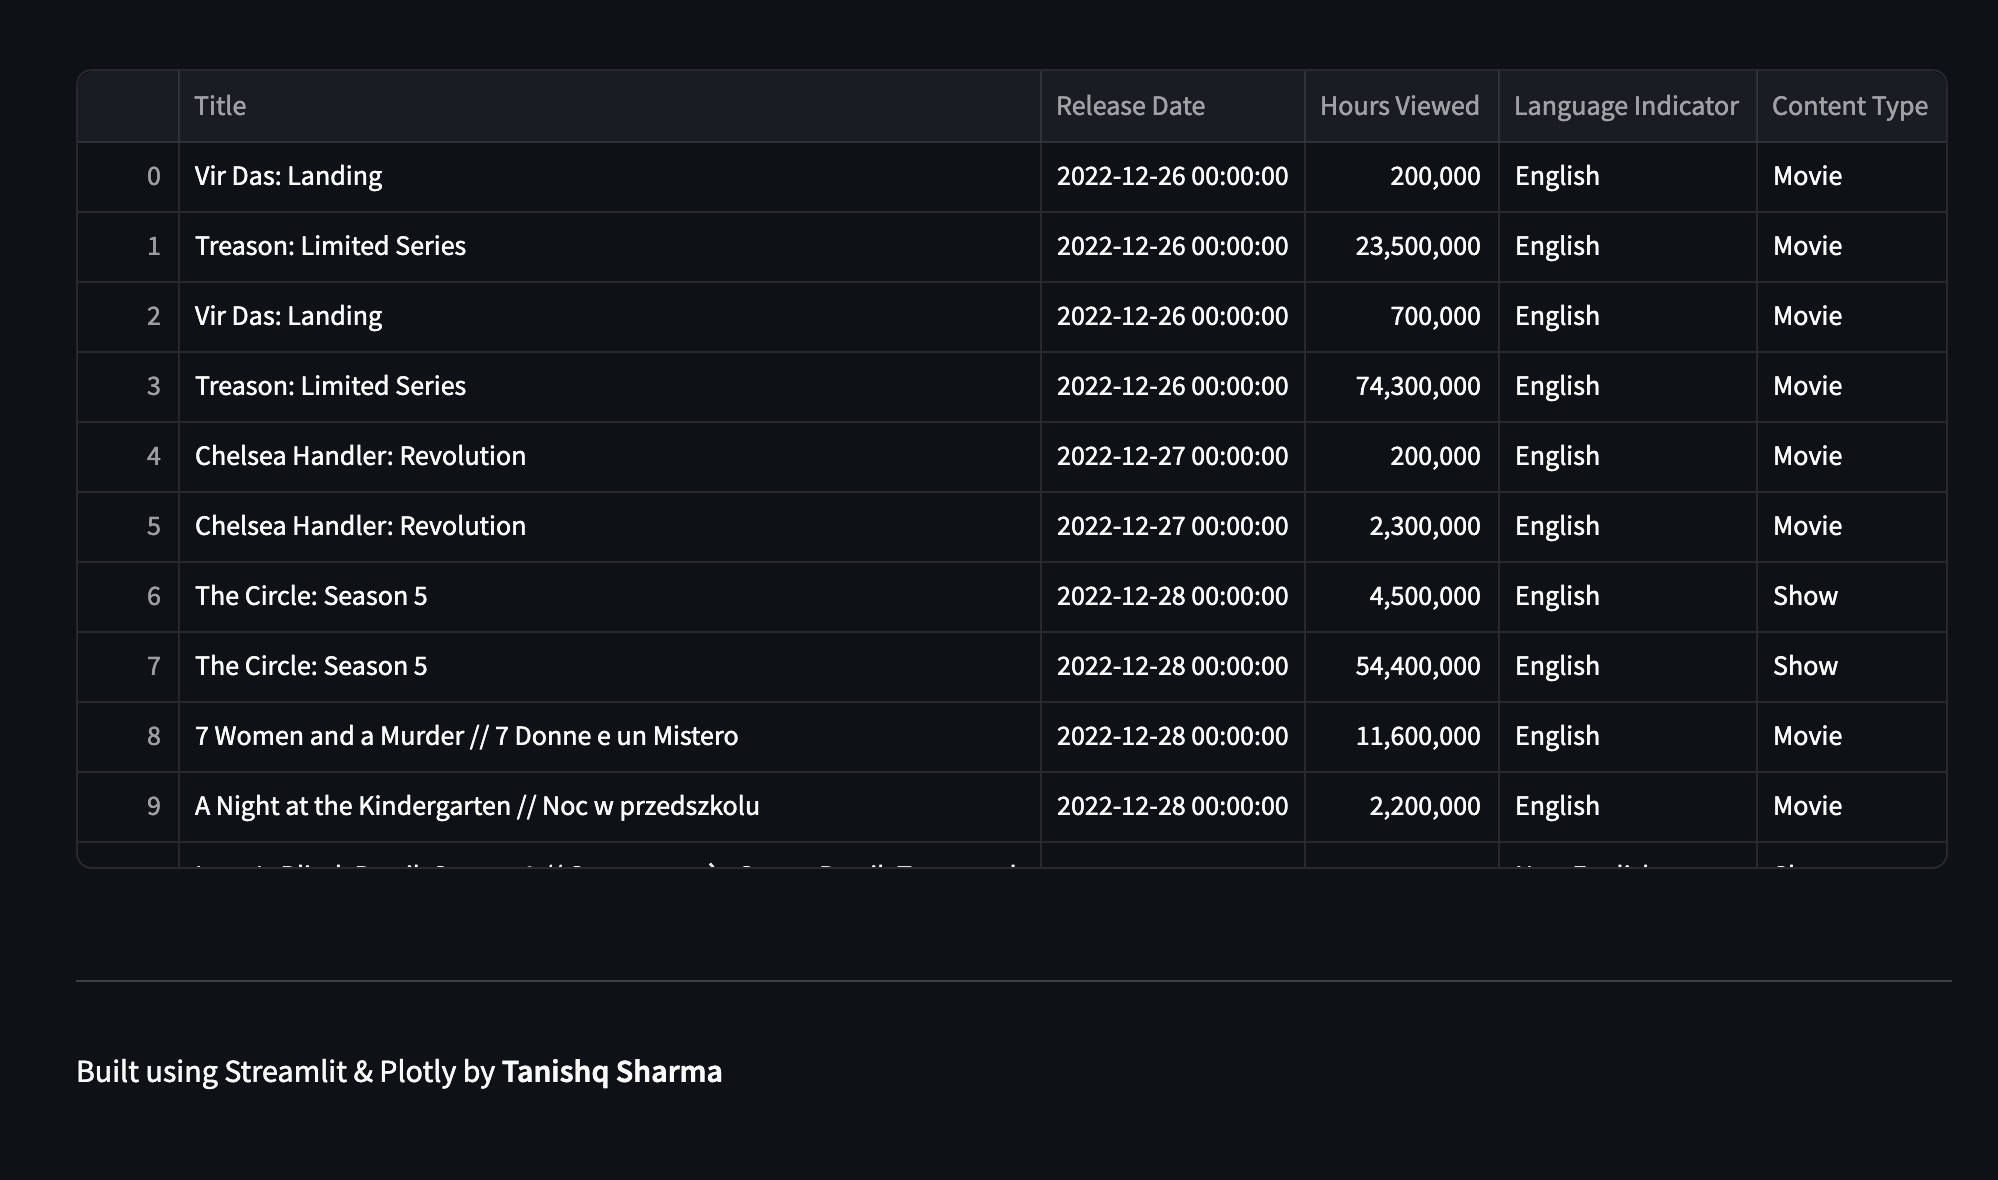 Title Release Date Hours Viewed Language Indicator Content Type
0 Vir Das: Landing 2022-12-26 00:00:00 200,000 English Movie
1 Treason: Limited Series 2022-12-26 00:00:00 23,500,000 English Movie
2 Vir Das: Landing 2022-12-26 00:00:00 700,000 English Movie
3 Treason: Limited Series 2022-12-26 00:00:00 74,300,000 English Movie
4 Chelsea Handler: Revolution 2022-12-27 00:00:00 200,000 English Movie
5 Chelsea Handler: Revolution 2022-12-27 00:00:00 2,300,000 English Movie
6 The Circle: Season 5 2022-12-28 00:00:00 4,500,000 English Show
7 The Circle: Season 5 2022-12-28 00:00:00 54,400,000 English Show
8 7 Women and a Murder // 7 Donne e un Mistero 2022-12-28 00:00:00 11,600,000 English Movie
9 A Night at the Kindergarten // Noc w przedszkolu 2022-12-28 00:00:00 2,200,000 English Movie
Built using Streamlit & Plotly by Tanishq Sharma